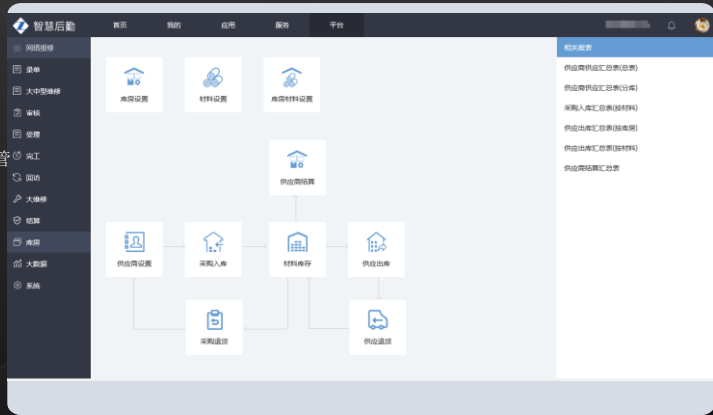 智慧后勤
首页 我的 应用 服务 平台
网络报修
录单
大中型维修
审核
受理
管
完工
回访
大维修
结算
库房
大数据
系统
库房设置 材料设置 库房材料设置
供应商结算
供应商设置 采购入库 材料库存 供应出库
采购退货 供应退货
相关报表
供应商供应汇总表(总表)
供应商供应汇总表(分库)
采购入库汇总表(按材料)
供应出库汇总表(按库房)
供应出库汇总表(按材料)
供应商结算汇总表